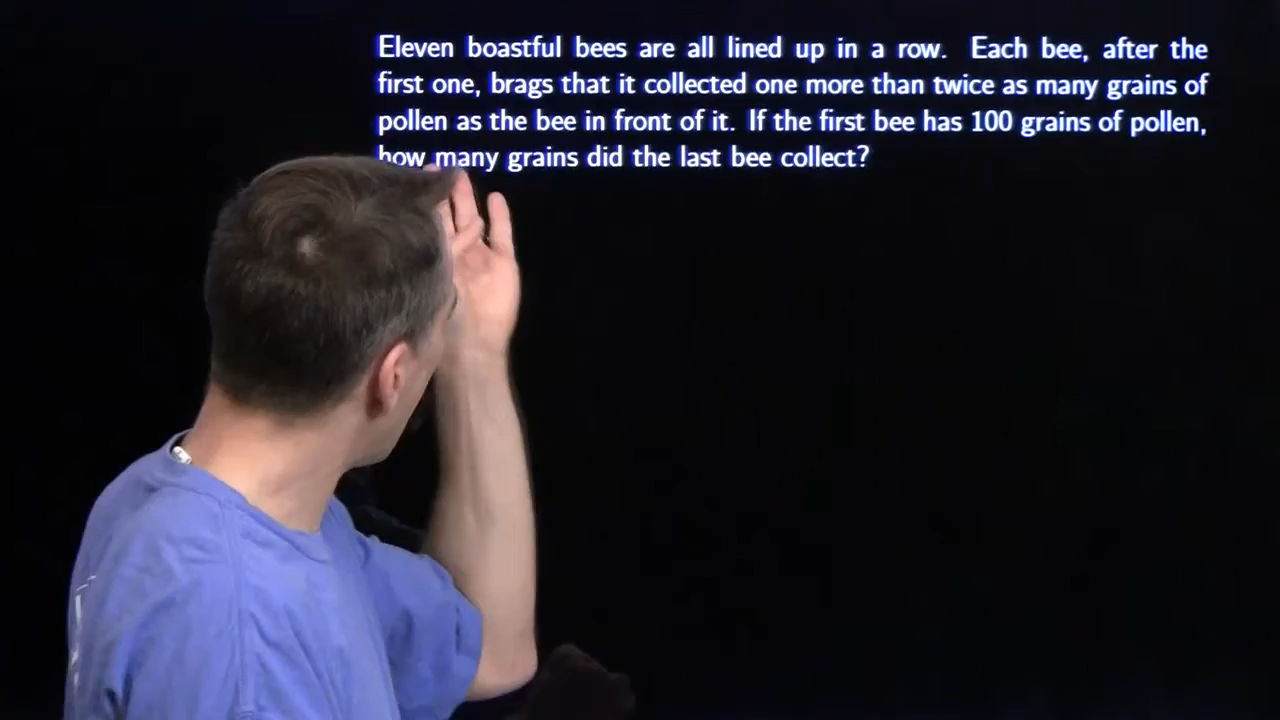 Eleven boastful bees are all lined up in a row. Each bee, after the
first one, brags that it collected one more than twice as many grains of
pollen as the bee in front of it. If the first bee has 100 grains of pollen,
how many grains did the last bee collect?